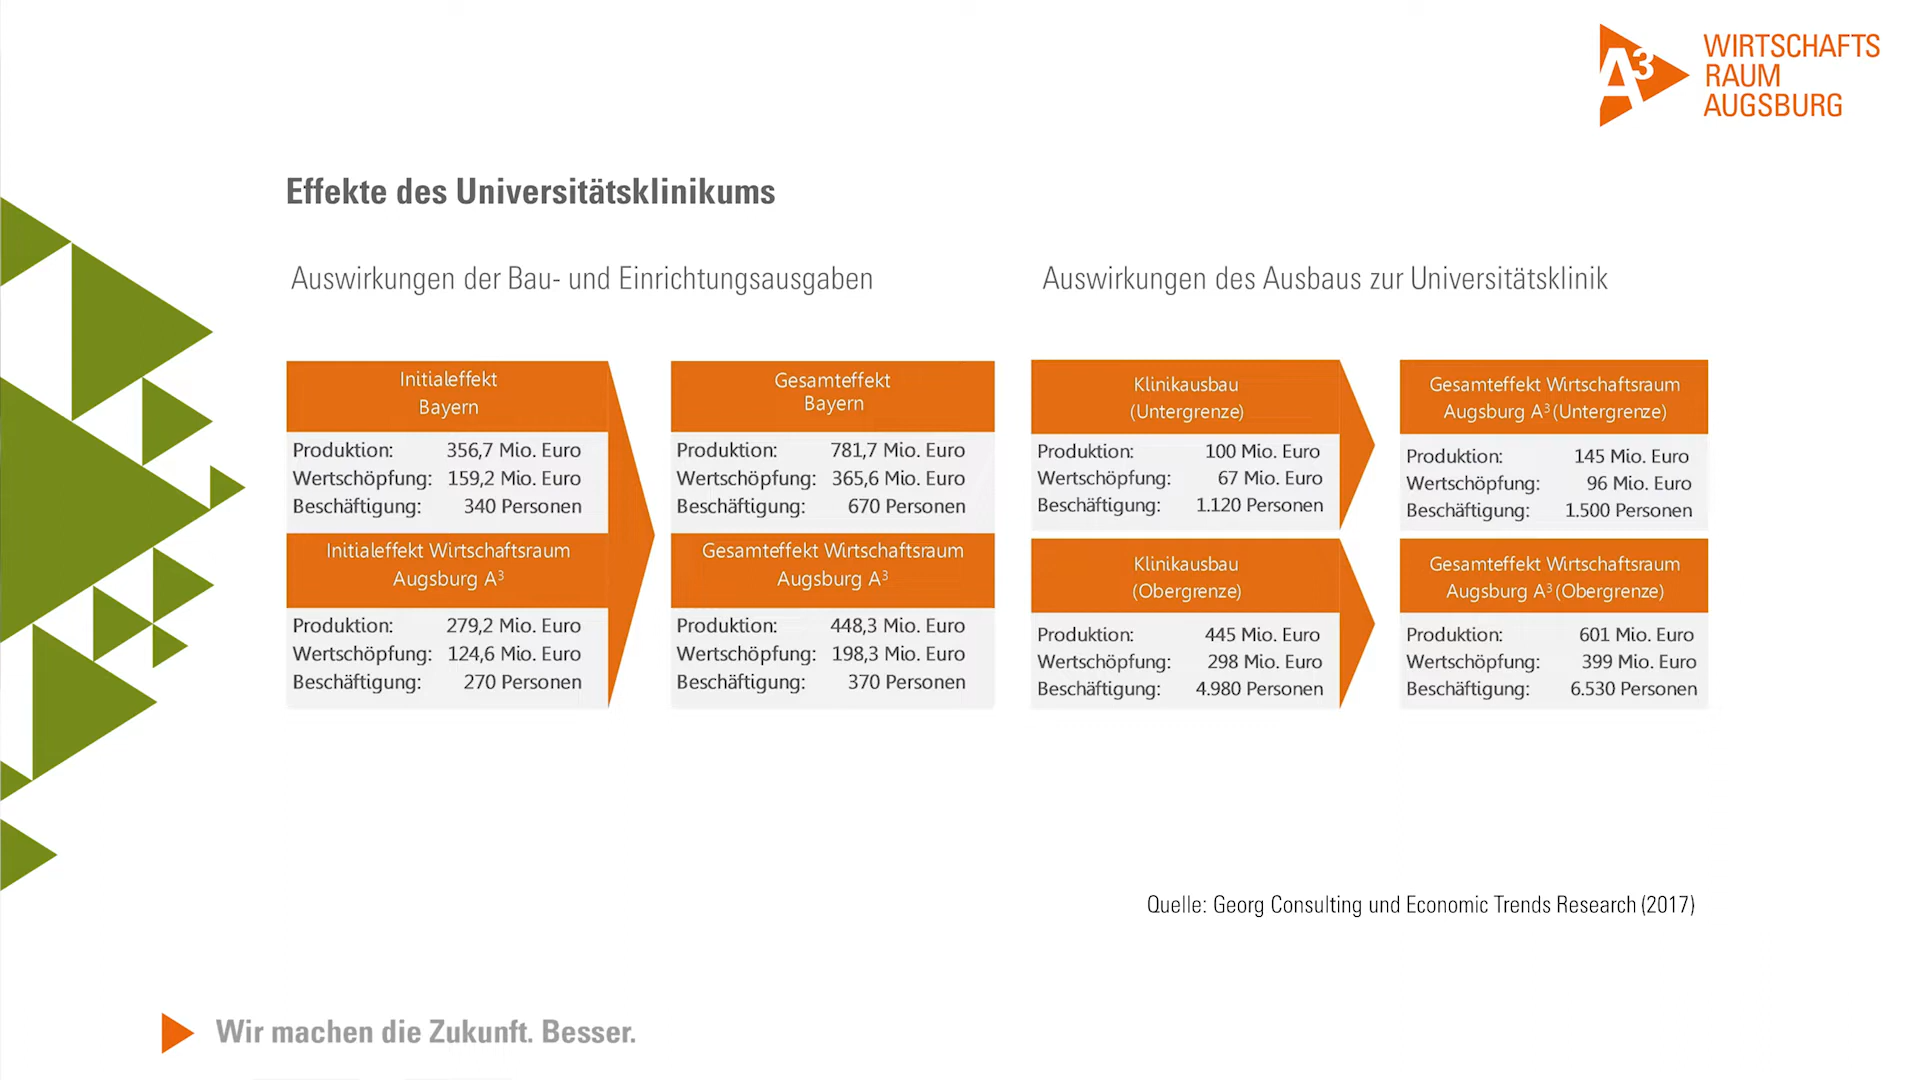 A3
WIRTSCHAFTS
RAUM
AUGSBURG
Effekte des Universitätsklinikums
Auswirkungen der Bau- und Einrichtungsausgaben
Initialeffekt
Bayern
Produktion: 356,7 Mio. Euro
Wertschöpfung: 159,2 Mio. Euro
Beschäftigung: 340 Personen
Initialeffekt Wirtschaftsraum
Augsburg A³
Produktion: 279,2 Mio. Euro
Wertschöpfung: 124,6 Mio. Euro
Beschäftigung: 270 Personen
Gesamteffekt
Bayern
Produktion: 781,7 Mio. Euro
Wertschöpfung: 365,6 Mio. Euro
Beschäftigung: 670 Personen
Gesamteffekt Wirtschaftsraum
Augsburg A³
Produktion: 448,3 Mio. Euro
Wertschöpfung: 198,3 Mio. Euro
Beschäftigung: 370 Personen
Auswirkungen des Ausbaus zur Universitätsklinik
Klinikausbau
(Untergrenze)
Produktion: 100 Mio. Euro
Wertschöpfung: 67 Mio. Euro
Beschäftigung: 1.120 Personen
Gesamteffekt Wirtschaftsraum
Augsburg A³ (Untergrenze)
Produktion: 145 Mio. Euro
Wertschöpfung: 96 Mio. Euro
Beschäftigung: 1.500 Personen
Klinikausbau
(Obergrenze)
Produktion: 445 Mio. Euro
Wertschöpfung: 298 Mio. Euro
Beschäftigung: 4.980 Personen
Gesamteffekt Wirtschaftsraum
Augsburg A³ (Obergrenze)
Produktion: 601 Mio. Euro
Wertschöpfung: 399 Mio. Euro
Beschäftigung: 6.530 Personen
Quelle: Georg Consulting und Economic Trends Research (2017)
Wir machen die Zukunft. Besser.